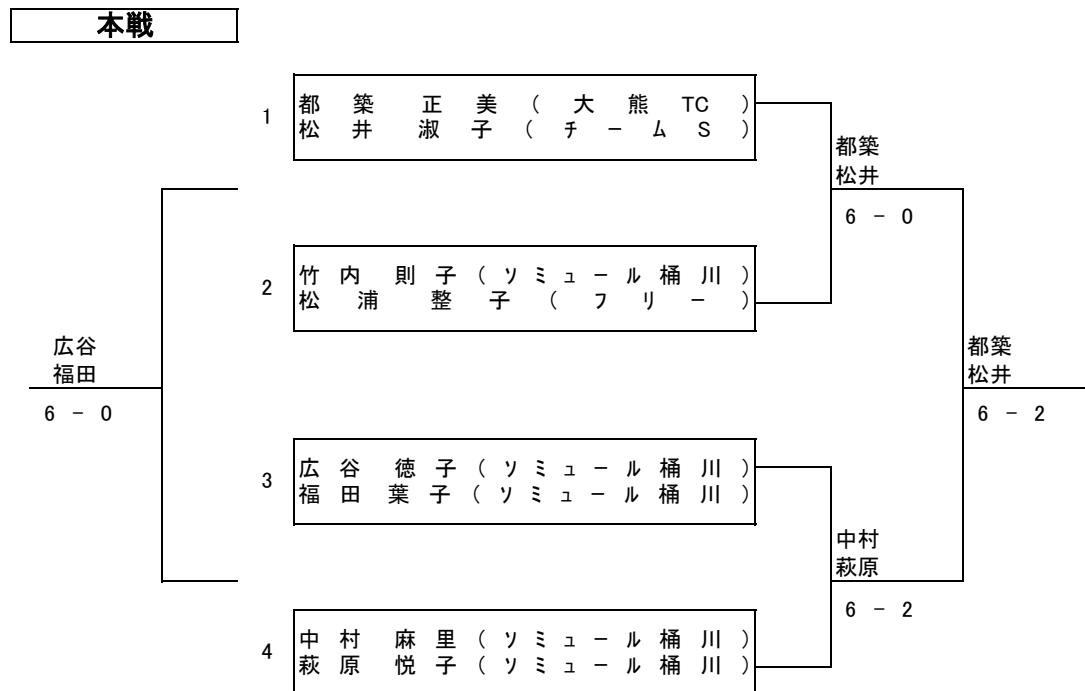 本戦
1
都築 正美(大熊TC)
松井 淑子(チームS)
都築
松井
6 - 0
2
竹内 則子(ソミュール桶川)
松浦 整子(フリー)
広谷
福田
6 - 0
都築
松井
6 - 2
3
広谷 徳子(ソミュール桶川)
福田 葉子(ソミュール桶川)
中村
萩原
6 - 2
4
中村 麻里(ソミュール桶川)
萩原 悦子(ソミュール桶川)